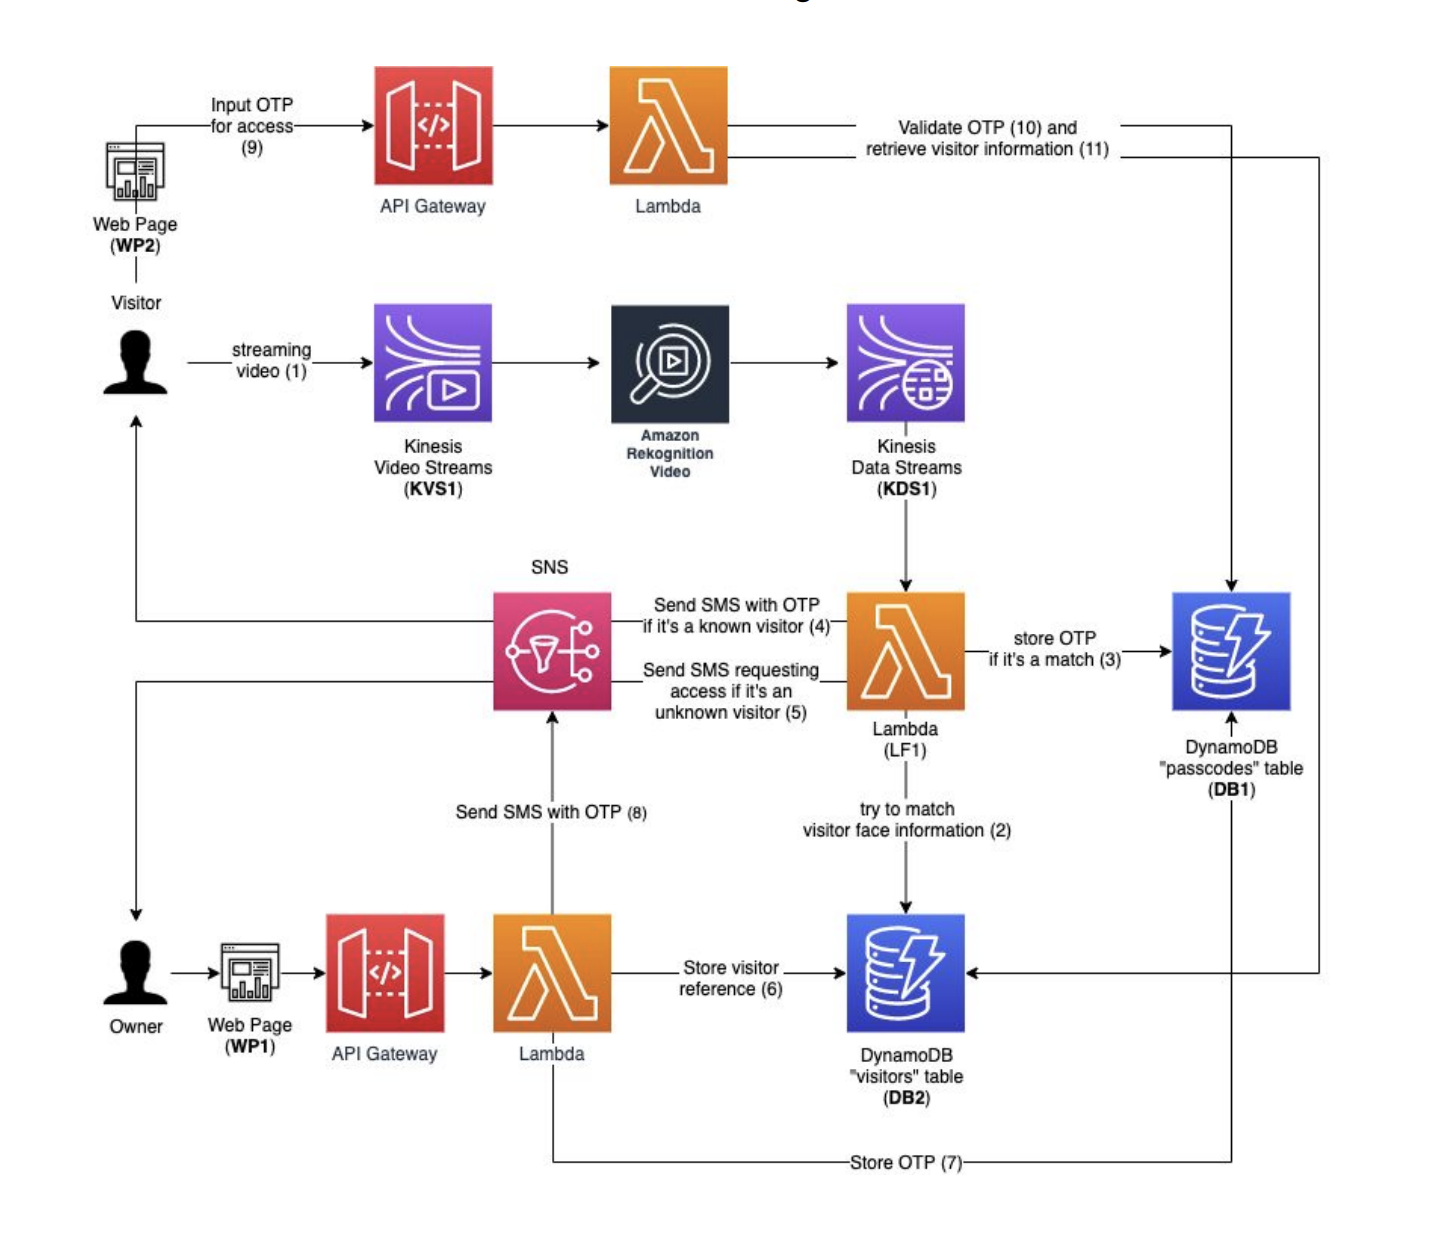 Input OTP
for access
(9)
Validate OTP (10) and
retrieve visitor information (11)
</>
API Gateway
Lambda
Web Page
(WP2)
Visitor
streaming
video (1)
Kinesis
Video Streams
(KVS1)
Amazon
Rekognition
Video
Kinesis
Data Streams
(KDS1)
SNS
Send SMS with OTP
if it's a known visitor (4)
Send SMS requesting
access if it's an
unknown visitor (5)
store OTP
if it's a match (3)
Lambda
(LF1)
DynamoDB
"passcodes" table
(DB1)
Send SMS with OTP (8)
try to match
visitor face information (2)
</>
Store visitor
reference (6)
Owner
Web Page
(WP1)
API Gateway
Lambda
DynamoDB
"visitors" table
(DB2)
Store OTP (7)